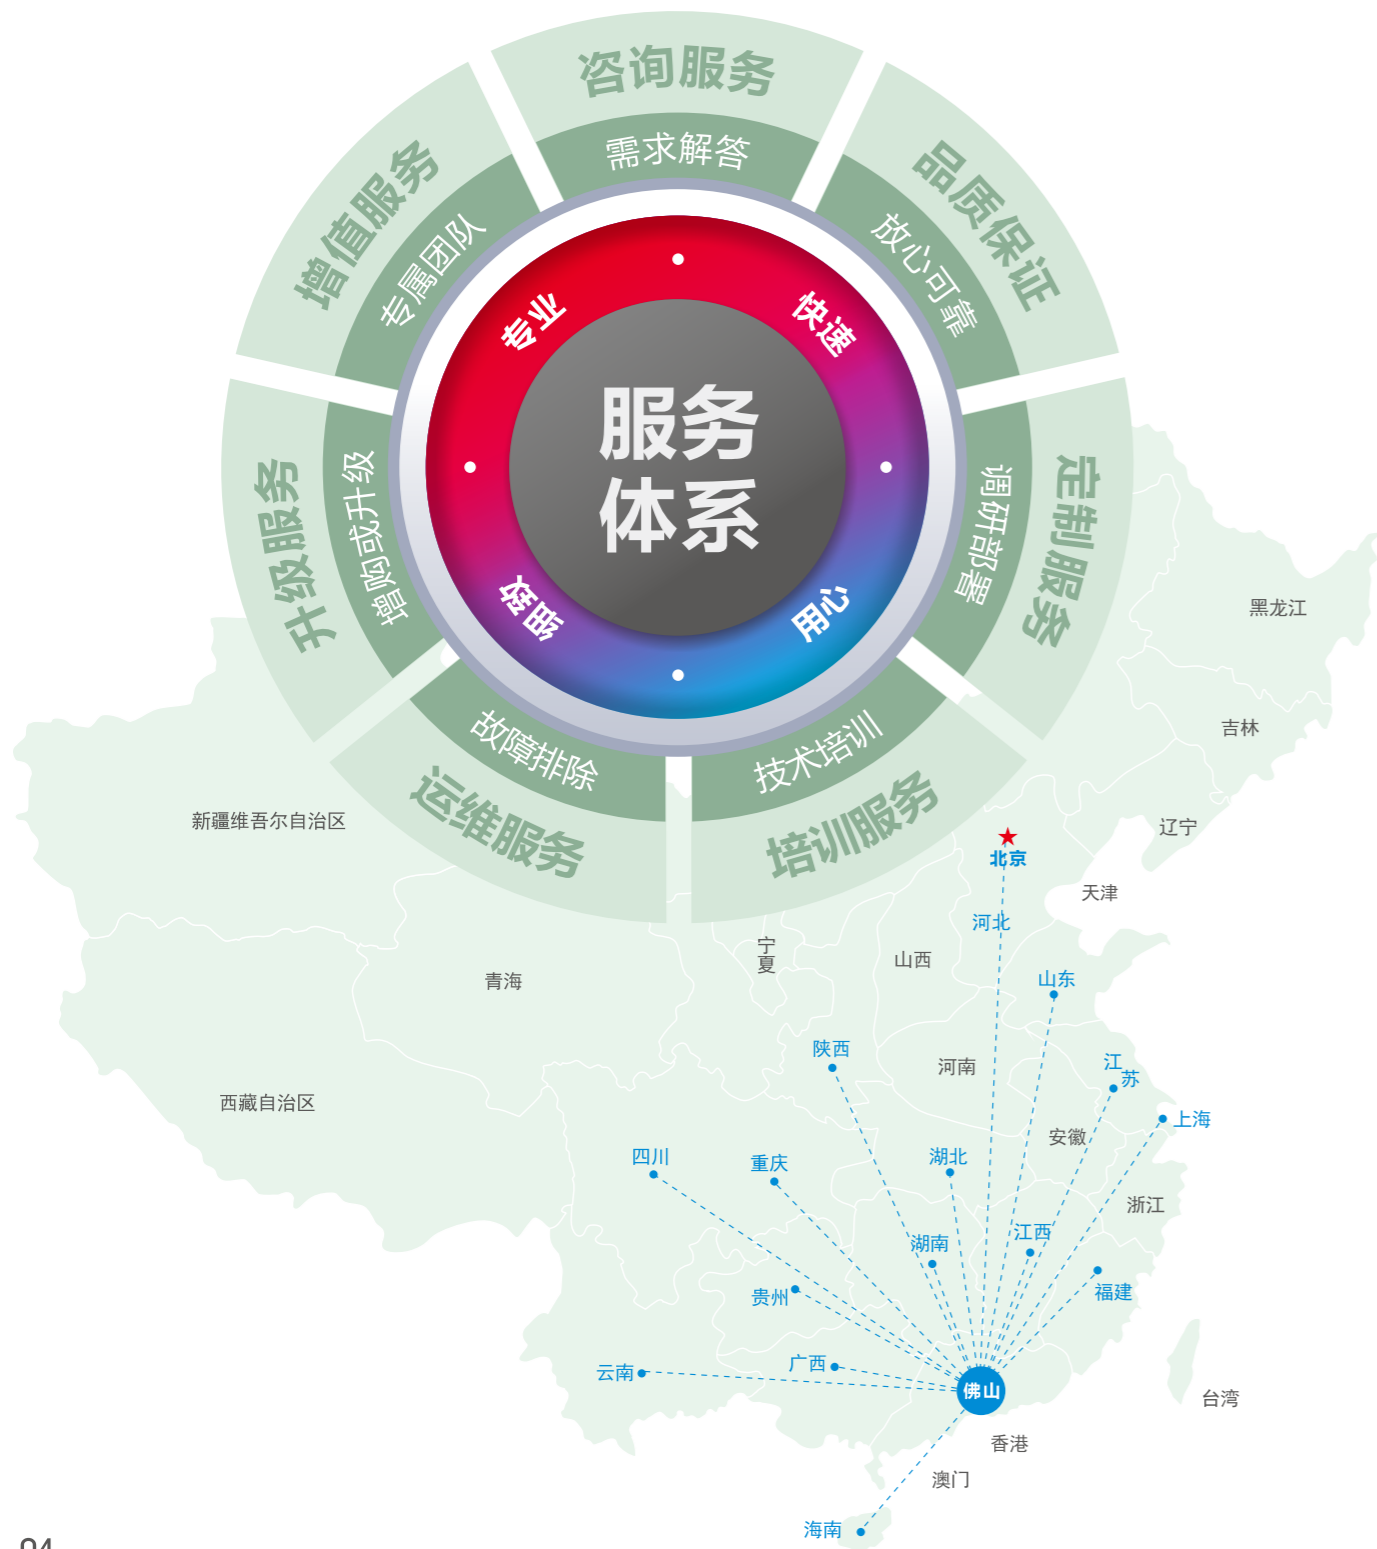 咨询服务
需求解答
品质保证
放心可靠
定制服务
调研部署
培训服务
技术培训
运维服务
故障排除
升级服务
增购或升级
增值服务
专属团队
专业
快速
用心
细致
服务
体系
黑龙江
吉林
辽宁
新疆维吾尔自治区
北京
天津
河北
宁夏
山西
青海
山东
陕西
河南
江苏
西藏自治区
上海
安徽
四川
重庆
湖北
浙江
湖南
江西
贵州
福建
云南
广西
佛山
台湾
香港
澳门
海南